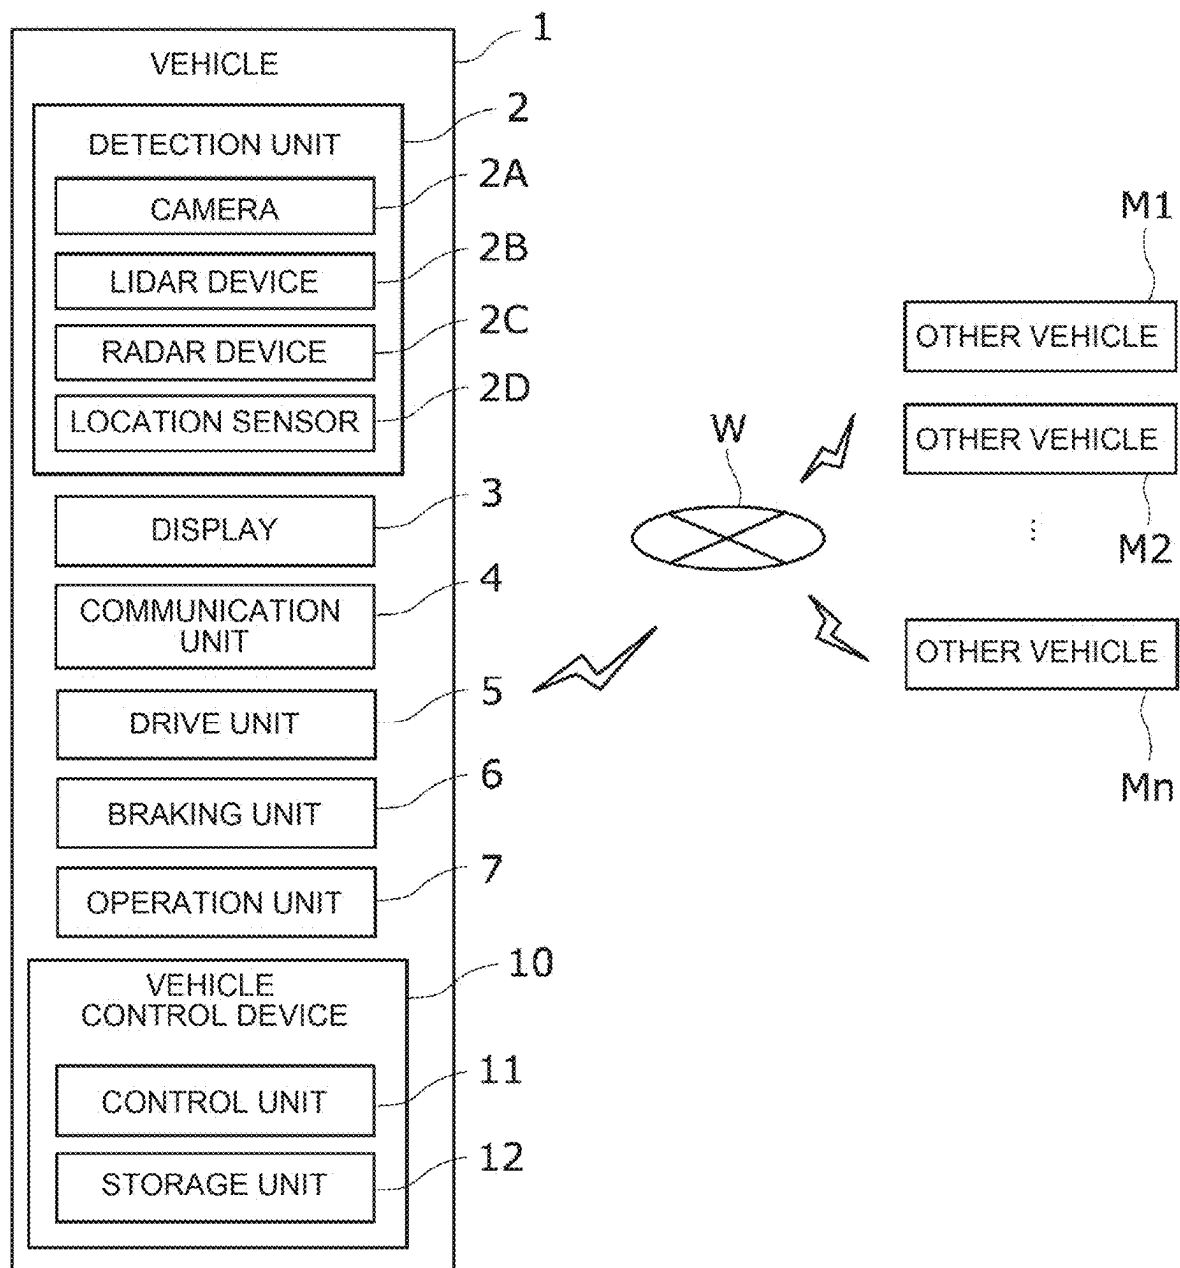 VEHICLE
1
DETECTION UNIT
2
CAMERA
2A
LIDAR DEVICE
2B
RADAR DEVICE
2C
LOCATION SENSOR
2D
DISPLAY
3
COMMUNICATION
UNIT
4
DRIVE UNIT
5
BRAKING UNIT
6
OPERATION UNIT
7
VEHICLE
CONTROL DEVICE
10
CONTROL UNIT
11
STORAGE UNIT
12
W
M1
OTHER VEHICLE
OTHER VEHICLE
M2
...
OTHER VEHICLE
Mn